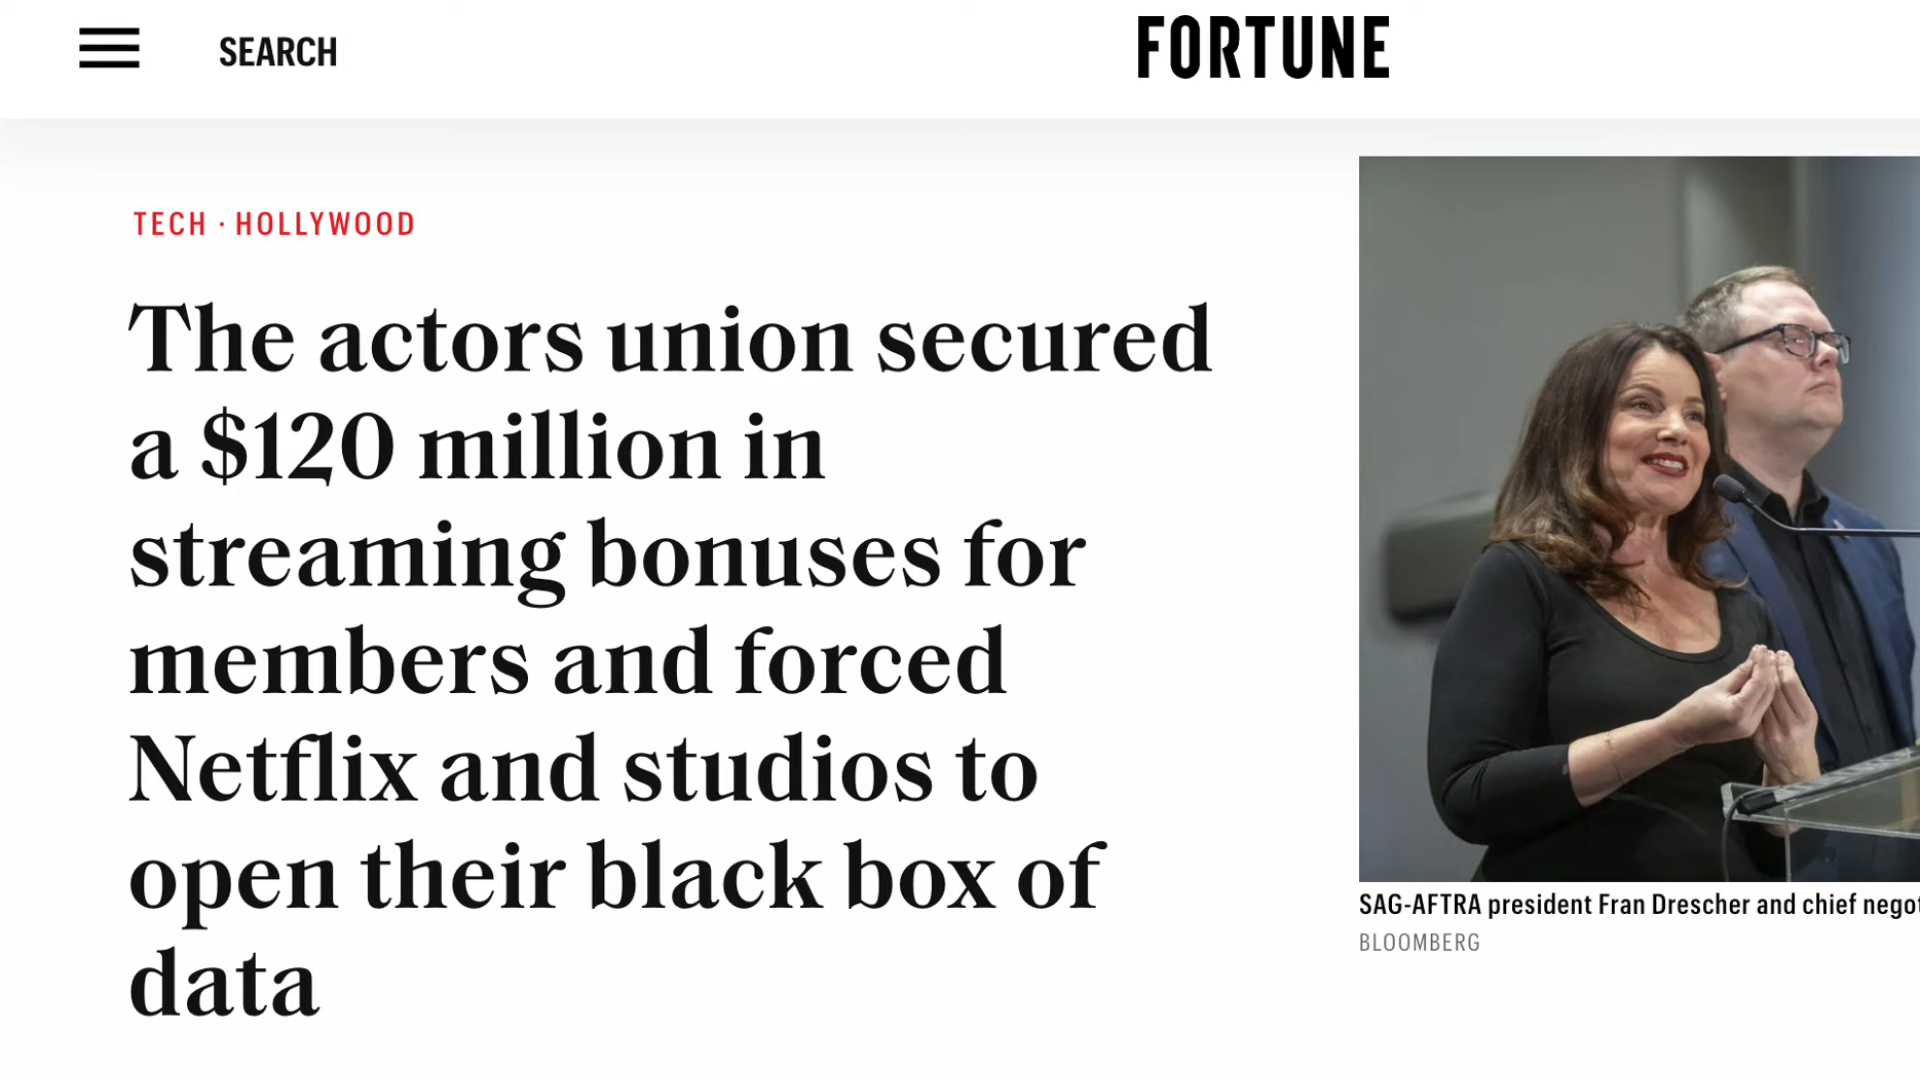 SEARCH
FORTUNE
TECH · HOLLYWOOD
The actors union secured
a $120 million in
streaming bonuses for
members and forced
Netflix and studios to
open their black box of
data
SAG-AFTRA president Fran Drescher and chief
BLOOMBERG